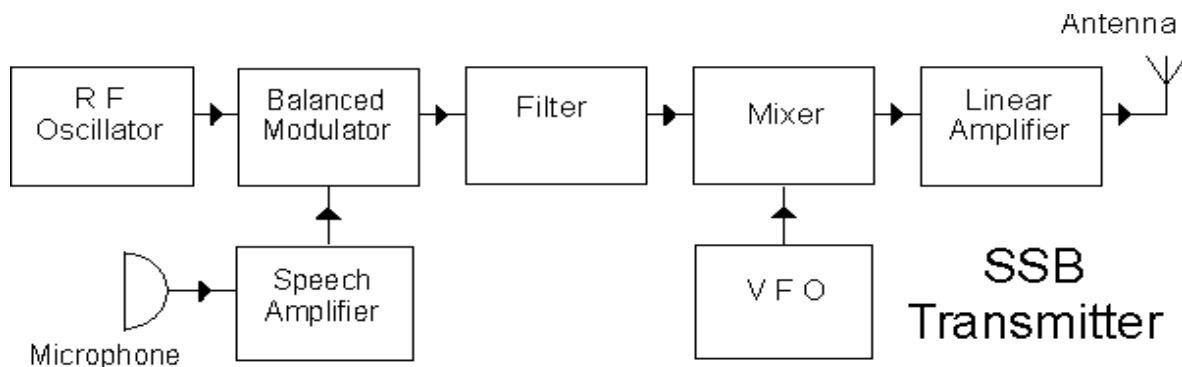 Antenna
R F
Oscillator
Balanced
Modulator
Filter
Mixer
Linear
Amplifier
Speech
Amplifier
V F O
SSB
Transmitter
Microphone